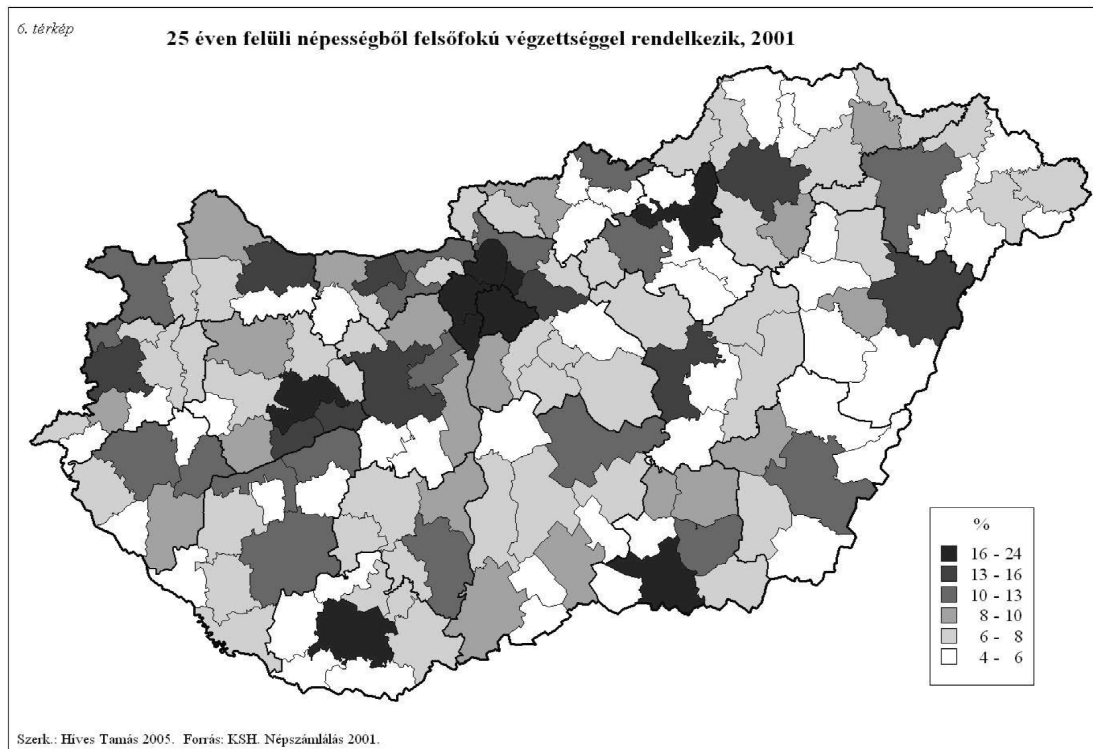 6. térkép
25 éven felüli népességből felsőfokú végzettséggel rendelkezik, 2001
%
16 - 24
13 - 16
10 - 13
8 - 10
6 - 8
4 - 6
Szerk.: Híves Tamás 2005. Forrás: KSH. Népszámlálás 2001.